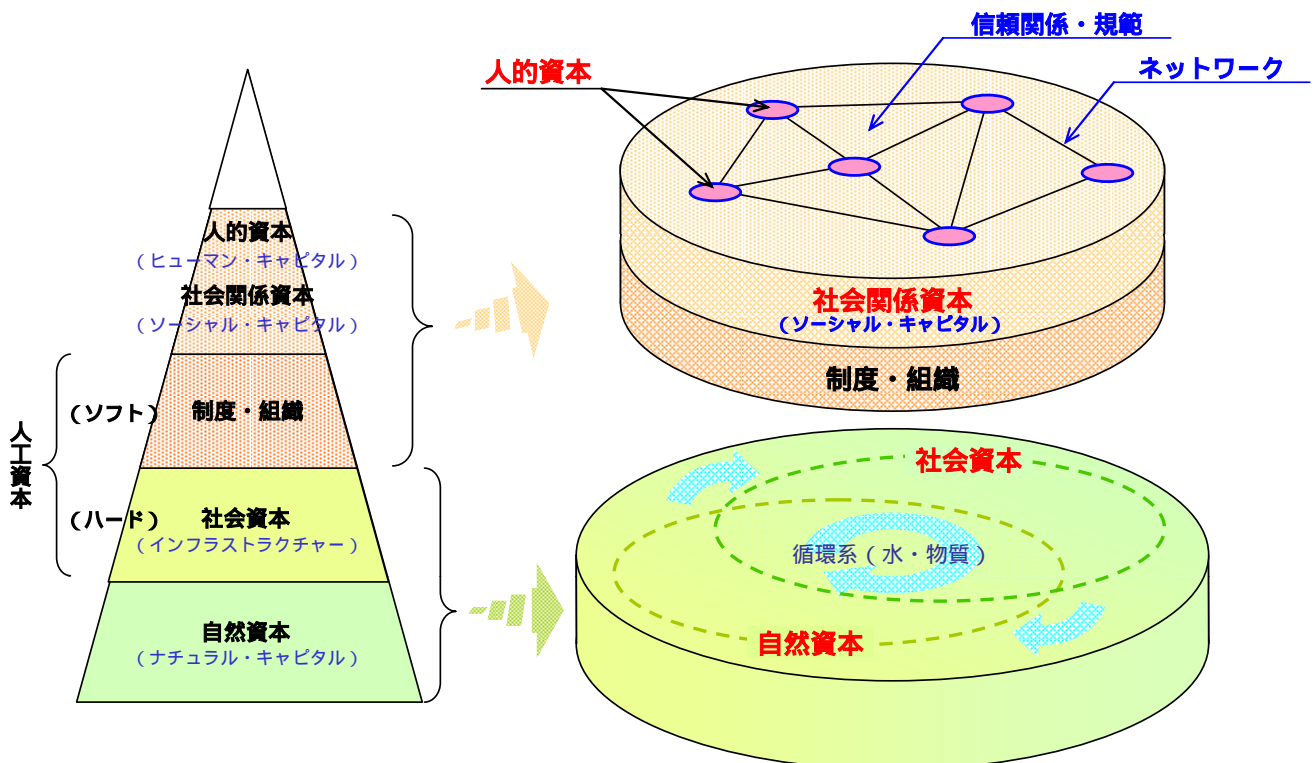 信頼関係・規範
ネットワーク
人的資本
人的資本
(ヒューマン・キャピタル)
社会関係資本
(ソーシャル・キャピタル)
人工資本
(ソフト)
制度・組織
(ハード)
社会資本
(インフラストラクチャー)
自然資本
(ナチュラル・キャピタル)
社会関係資本
(ソーシャル・キャピタル)
制度・組織
社会資本
循環系(水・物質)
自然資本